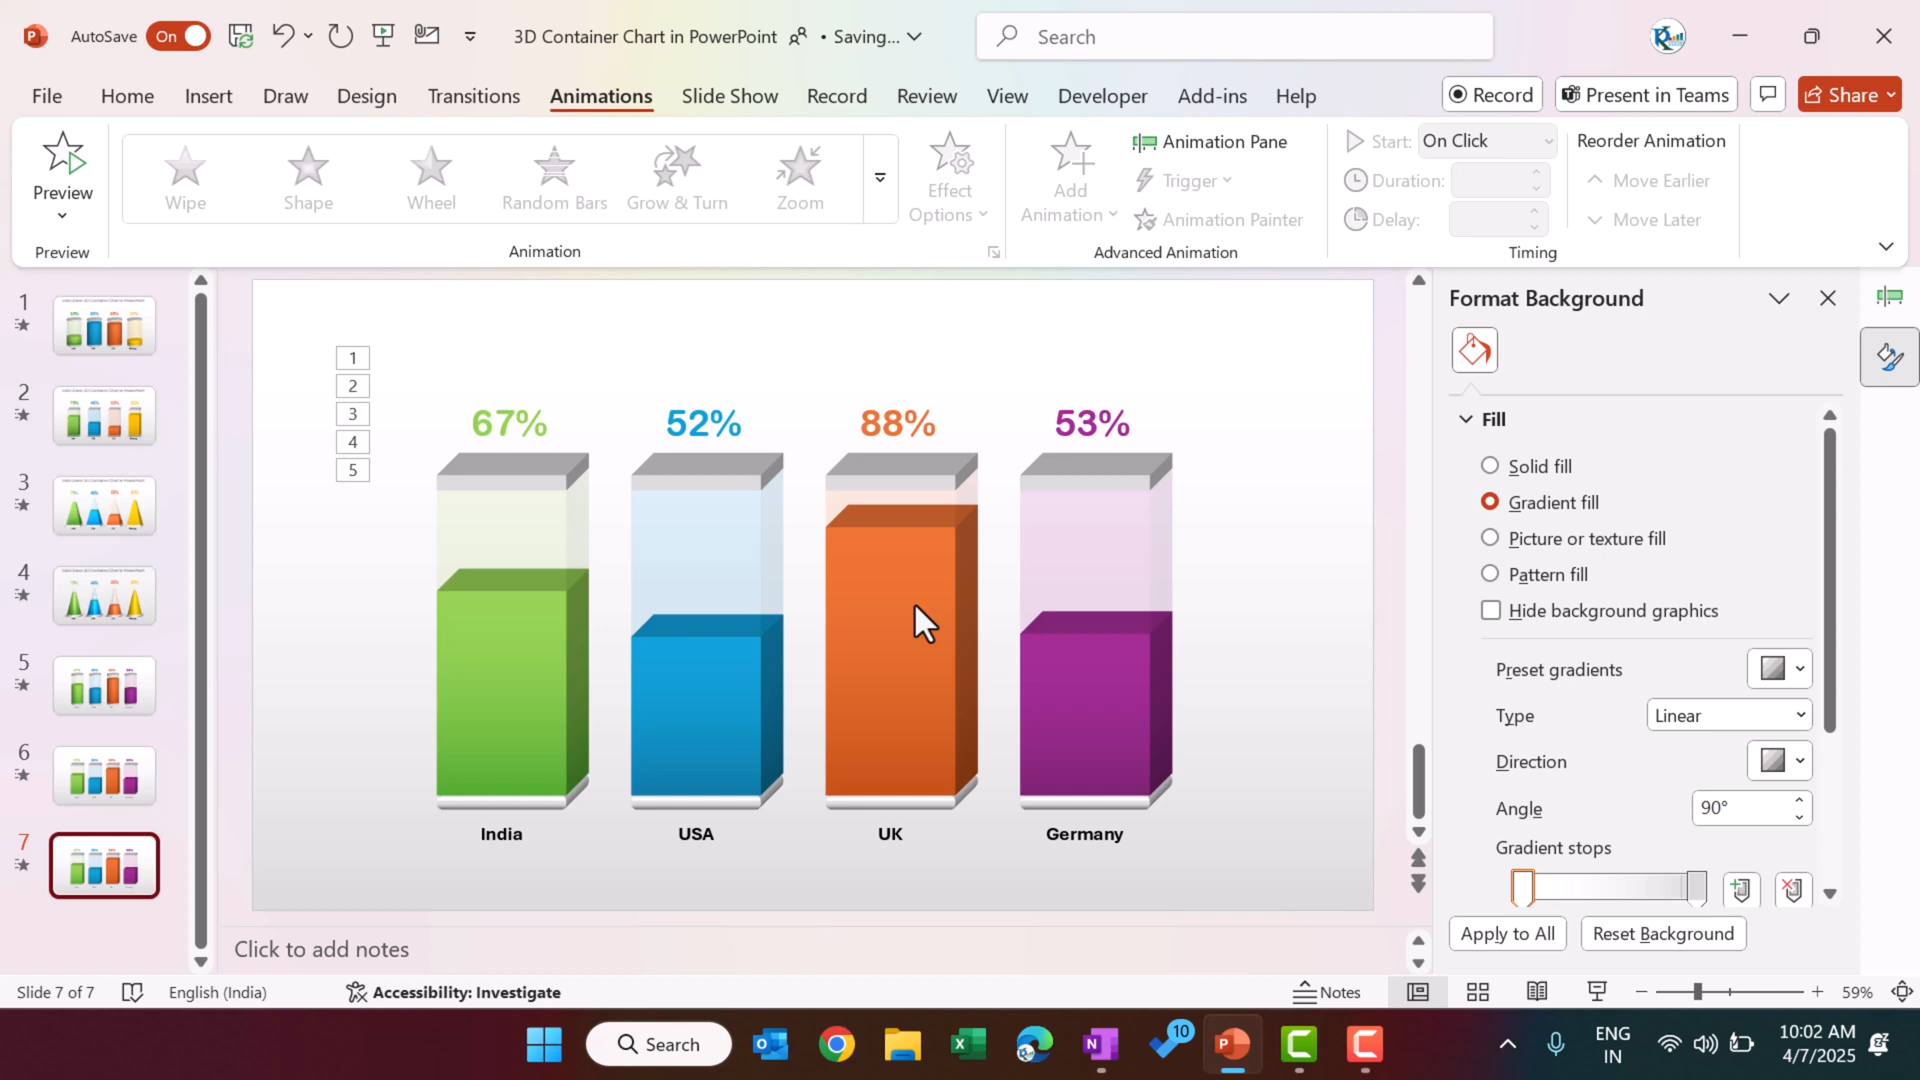 AutoSave On 3D Container Chart in PowerPoint • Saving... Search
File Home Insert Draw Design Transitions Animations Slide Show Record Review View Developer Add-ins Help Record Present in Teams Share
Preview Wipe Shape Wheel Random Bars Grow & Turn Zoom Effect Options Add Animation Animation Pane Trigger Animation Painter Start: On Click Duration: Delay: Reorder Animation Move Earlier Move Later
Preview Animation Advanced Animation Timing
1
2
3
4
5
6
7
1
2
3
4
5
67% 52% 88% 53%
India USA UK Germany
Click to add notes
Format Background
Fill
Solid fill
Gradient fill
Picture or texture fill
Pattern fill
Hide background graphics
Preset gradients
Type Linear
Direction
Angle 90°
Gradient stops
Apply to All Reset Background
Slide 7 of 7 English (India) Accessibility: Investigate Notes 59%
Search 10 ENG IN 10:02 AM 4/7/2025